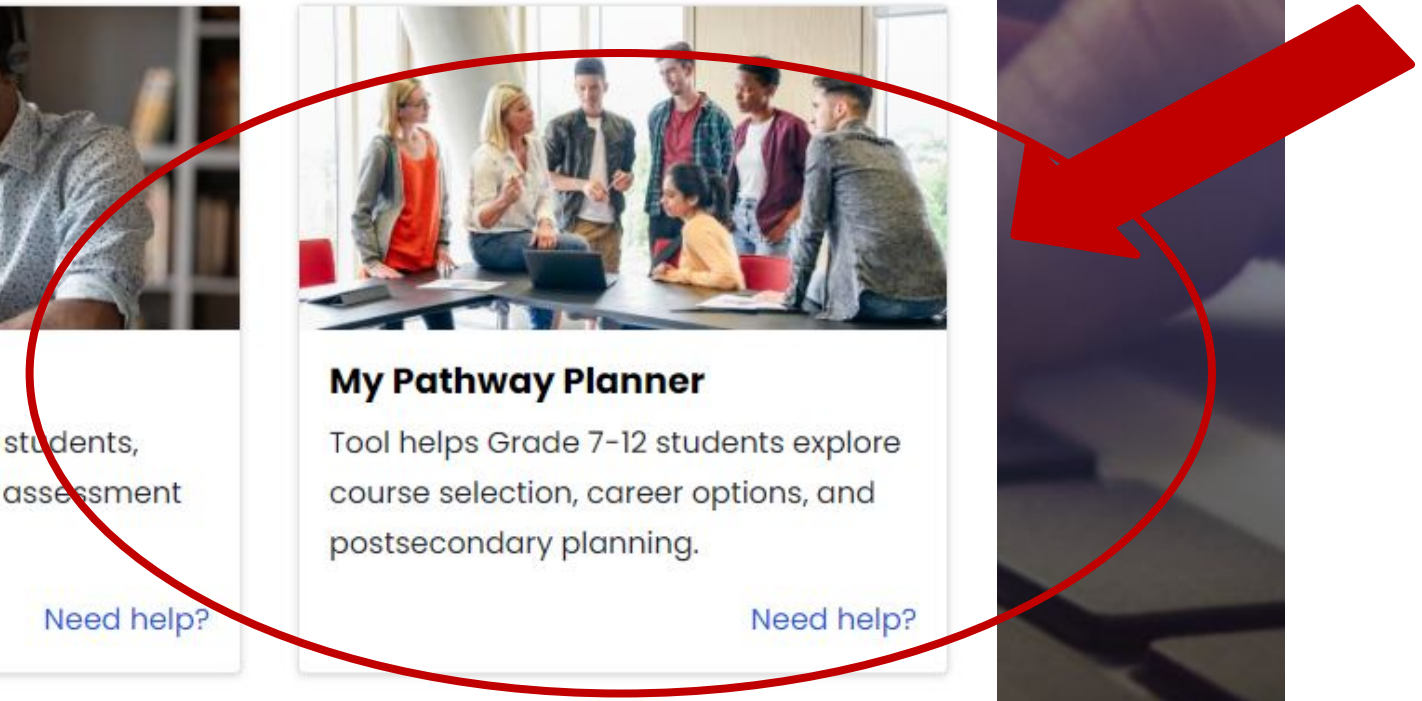 students,
assessment
Need help?
My Pathway Planner
Tool helps Grade 7-12 students explore
course selection, career options, and
postsecondary planning.
Need help?